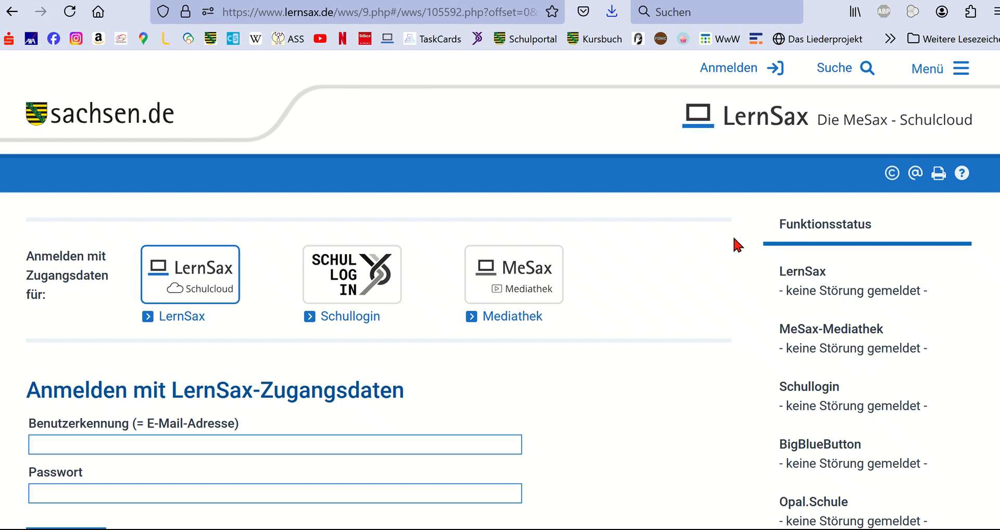 https://www.lernsax.de/wws/9.php#/wws/105592.php?offset=0&
Suchen
ABP
AXA
a
L
CS
W
ASS
N
BiBox
TaskCards
Schulportal
Kursbuch
FONIC
WwW
Das Liederprojekt
Weitere Lesezeiche
Anmelden
Suche
Menü
sachsen.de
LernSax Die MeSax - Schulcloud
Anmelden mit
Zugangsdaten
für:
LernSax
Schulcloud
LernSax
SCHUL
LOG
IN
Schullogin
MeSax
Mediathek
Mediathek
Anmelden mit LernSax-Zugangsdaten
Benutzerkennung (= E-Mail-Adresse)
Passwort
Funktionsstatus
LernSax
- keine Störung gemeldet -
MeSax-Mediathek
- keine Störung gemeldet -
Schullogin
- keine Störung gemeldet -
BigBlueButton
- keine Störung gemeldet -
Opal.Schule
- keine Störung gemeldet -